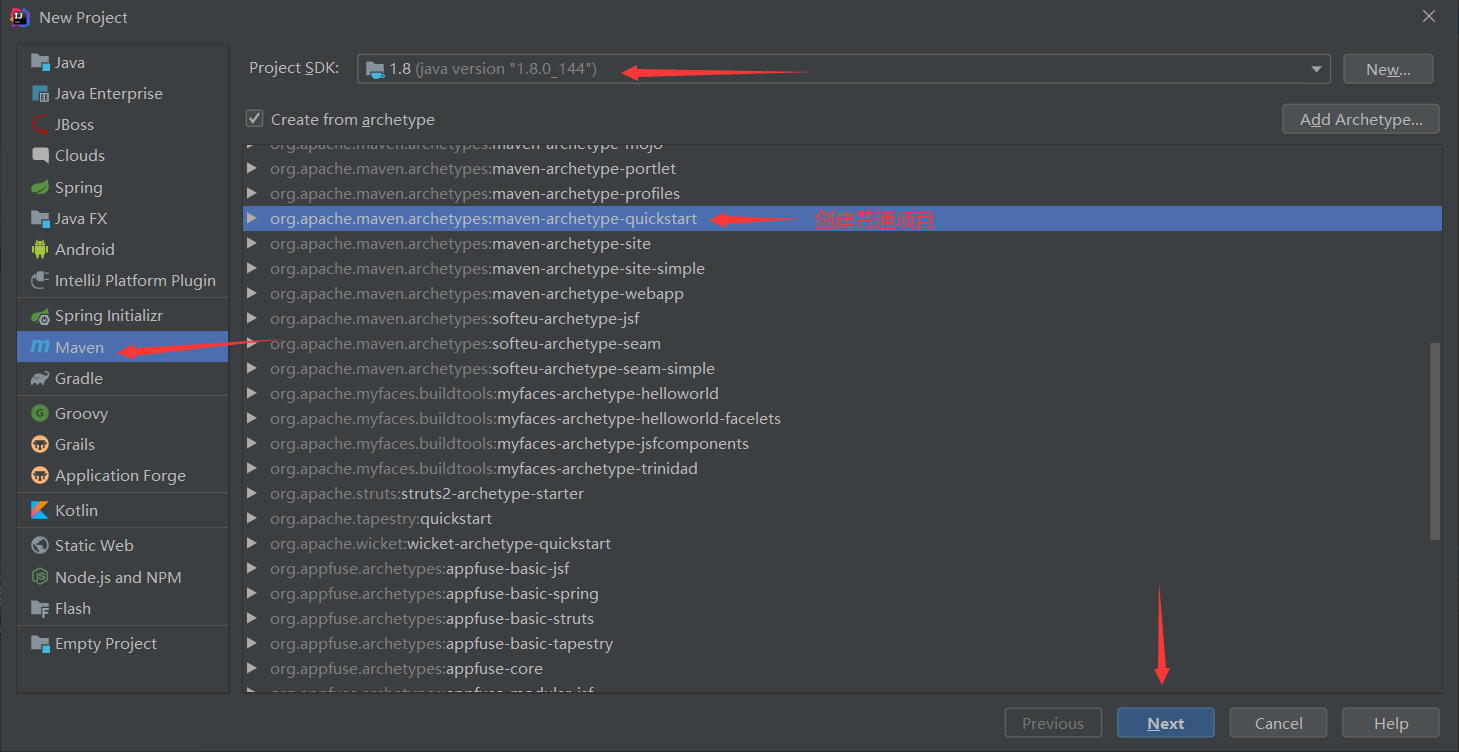 New Project
Java
Java Enterprise
JBoss
Clouds
Spring
Java FX
Android
IntelliJ Platform Plugin
Spring Initializr
Maven
Gradle
Groovy
Grails
Application Forge
Kotlin
Static Web
Node.js and NPM
Flash
Empty Project
Project SDK: 1.8 (java version "1.8.0_144") New...
Create from archetype Add Archetype...
org.apache.maven.archetypes:maven-archetype-mojo
org.apache.maven.archetypes:maven-archetype-portlet
org.apache.maven.archetypes:maven-archetype-profiles
org.apache.maven.archetypes:maven-archetype-quickstart 创建普通项目
org.apache.maven.archetypes:maven-archetype-site
org.apache.maven.archetypes:maven-archetype-site-simple
org.apache.maven.archetypes:maven-archetype-webapp
org.apache.maven.archetypes:softeu-archetype-jsf
org.apache.maven.archetypes:softeu-archetype-seam
org.apache.maven.archetypes:softeu-archetype-seam-simple
org.apache.myfaces.buildtools:myfaces-archetype-helloworld
org.apache.myfaces.buildtools:myfaces-archetype-helloworld-facelets
org.apache.myfaces.buildtools:myfaces-archetype-jsfcomponents
org.apache.myfaces.buildtools:myfaces-archetype-trinidad
org.apache.struts:struts2-archetype-starter
org.apache.tapestry:quickstart
org.apache.wicket:wicket-archetype-quickstart
org.appfuse.archetypes:appfuse-basic-jsf
org.appfuse.archetypes:appfuse-basic-spring
org.appfuse.archetypes:appfuse-basic-struts
org.appfuse.archetypes:appfuse-basic-tapestry
org.appfuse.archetypes:appfuse-core
org.appfuse.archetypes:appfuse-modular-jsf
Previous Next Cancel Help